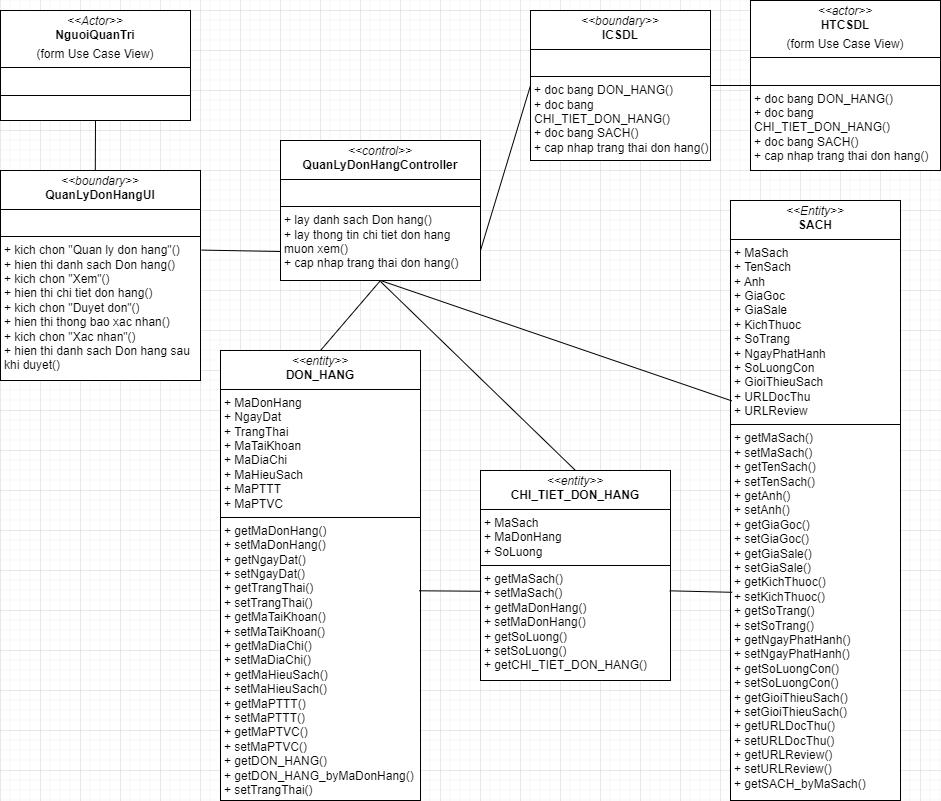 <<Actor>>
NguoiQuanTri
(form Use Case View)
<<boundary>>
ICSDL
+ doc bang DON_HANG()
+ doc bang
CHI_TIET_DON_HANG()
+ doc bang SACH()
+ cap nhap trang thai don hang()
<<actor>>
HTCSDL
(form Use Case View)
+ doc bang DON_HANG()
+ doc bang
CHI_TIET_DON_HANG()
+ doc bang SACH()
+ cap nhap trang thai don hang()
<<control>>
QuanLyDonHangController
+ lay danh sach Don hang()
+ lay thong tin chi tiet don hang
muon xem()
+ cap nhap trang thai don hang()
<<boundary>>
QuanLyDonHangUI
+ kich chon "Quan ly don hang"()
+ hien thi danh sach Don hang()
+ kich chon "Xem"()
+ hien thi chi tiet don hang()
+ kich chon "Duyet don"()
+ hien thi thong bao xac nhan()
+ kich chon "Xac nhan"()
+ hien thi danh sach Don hang sau
khi duyet()
<<entity>>
DON_HANG
+ MaDonHang
+ NgayDat
+ TrangThai
+ MaTaiKhoan
+ MaDiaChi
+ MaHieuSach
+ MaPTTT
+ MaPTVC
+ getMaDonHang()
+ setMaDonHang()
+ getNgayDat()
+ setNgayDat()
+ getTrangThai()
+ setTrangThai()
+ getMaTaiKhoan()
+ setMaTaiKhoan()
+ getMaDiaChi()
+ setMaDiaChi()
+ getMaHieuSach()
+ setMaHieuSach()
+ getMaPTTT()
+ setMaPTTT()
+ getMaPTVC()
+ setMaPTVC()
+ getDON_HANG()
+ getDON_HANG_byMaDonHang()
+ setTrangThai()
<<entity>>
CHI_TIET_DON_HANG
+ MaSach
+ MaDonHang
+ SoLuong
+ getMaSach()
+ setMaSach()
+ getMaDonHang()
+ setMaDonHang()
+ getSoLuong()
+ setSoLuong()
+ getCHI_TIET_DON_HANG()
<<Entity>>
SACH
+ MaSach
+ TenSach
+ Anh
+ GiaGoc
+ GiaSale
+ KichThuoc
+ SoTrang
+ NgayPhatHanh
+ SoLuongCon
+ GioiThieuSach
+ URLDocThu
+ URLReview
+ getMaSach()
+ setMaSach()
+ getTenSach()
+ setTenSach()
+ getAnh()
+ setAnh()
+ getGiaGoc()
+ setGiaGoc()
+ getGiaSale()
+ setGiaSale()
+ getKichThuoc()
+ setKichThuoc()
+ getSoTrang()
+ setSoTrang()
+ getNgayPhatHanh()
+ setNgayPhatHanh()
+ getSoLuongCon()
+ setSoLuongCon()
+ getGioiThieuSach()
+ setGioiThieuSach()
+ getURLDocThu()
+ setURLDocThu()
+ getURLReview()
+ setURLReview()
+ getSACH_byMaSach()